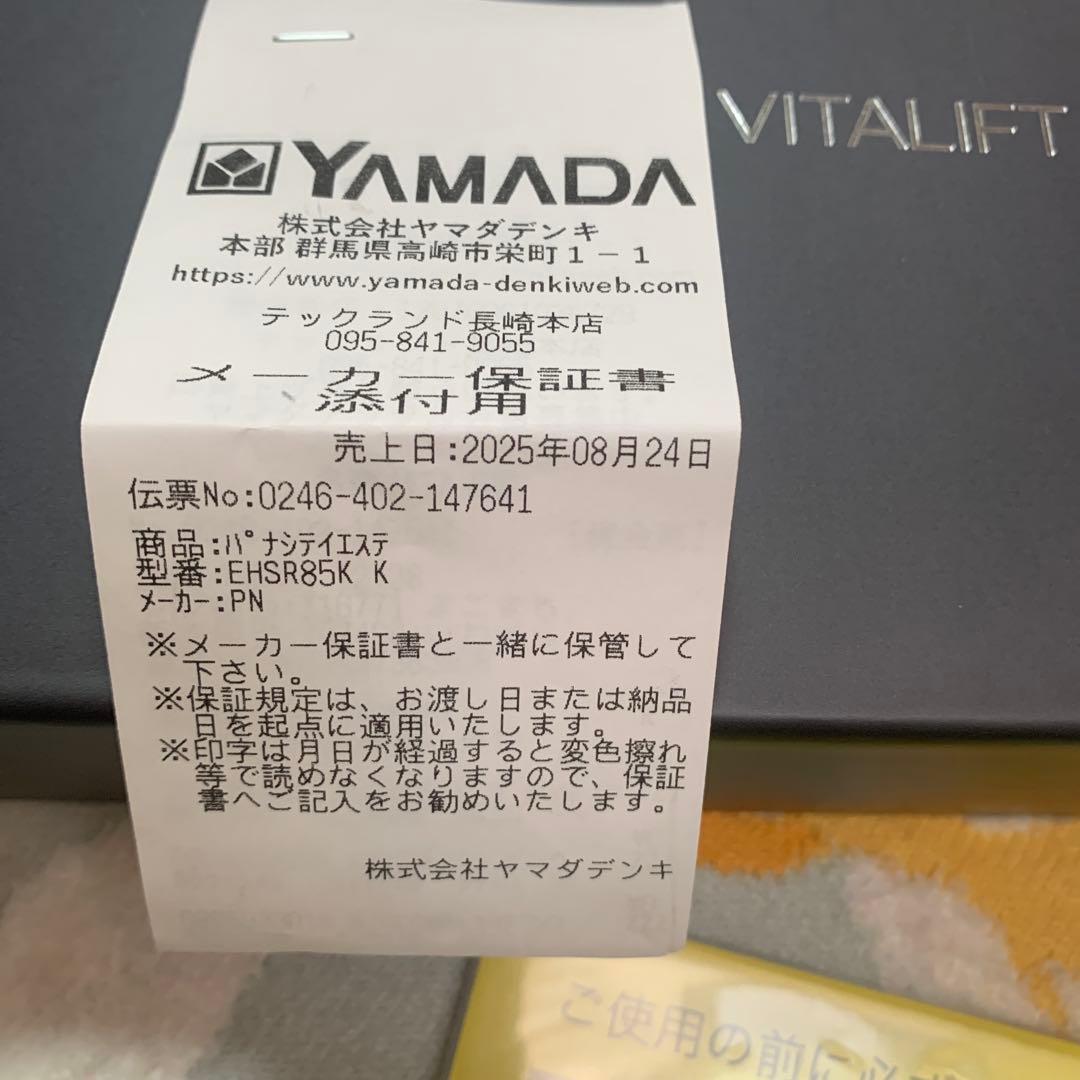 VITALIFT
YAMADA
株式会社ヤマダデンキ
本部 群馬県高崎市栄町1-1
https://www.yamada-denkiweb.com
テックランド長崎本店
095-841-9055
メーカー保証書
添付用
売上日:2025年08月24日
伝票No:0246-402-147641
商品:パナシテイエステ
型番:EHSR85K K
メーカー:PN
※メーカー保証書と一緒に保管して
下さい。
※保証規定は、お渡し日または納品
日を起点に適用いたします。
※印字は月日が経過すると変色擦れ
等で読めなくなりますので、保証
書へご記入をお勧めいたします。
株式会社ヤマダデンキ
ご使用の前に必